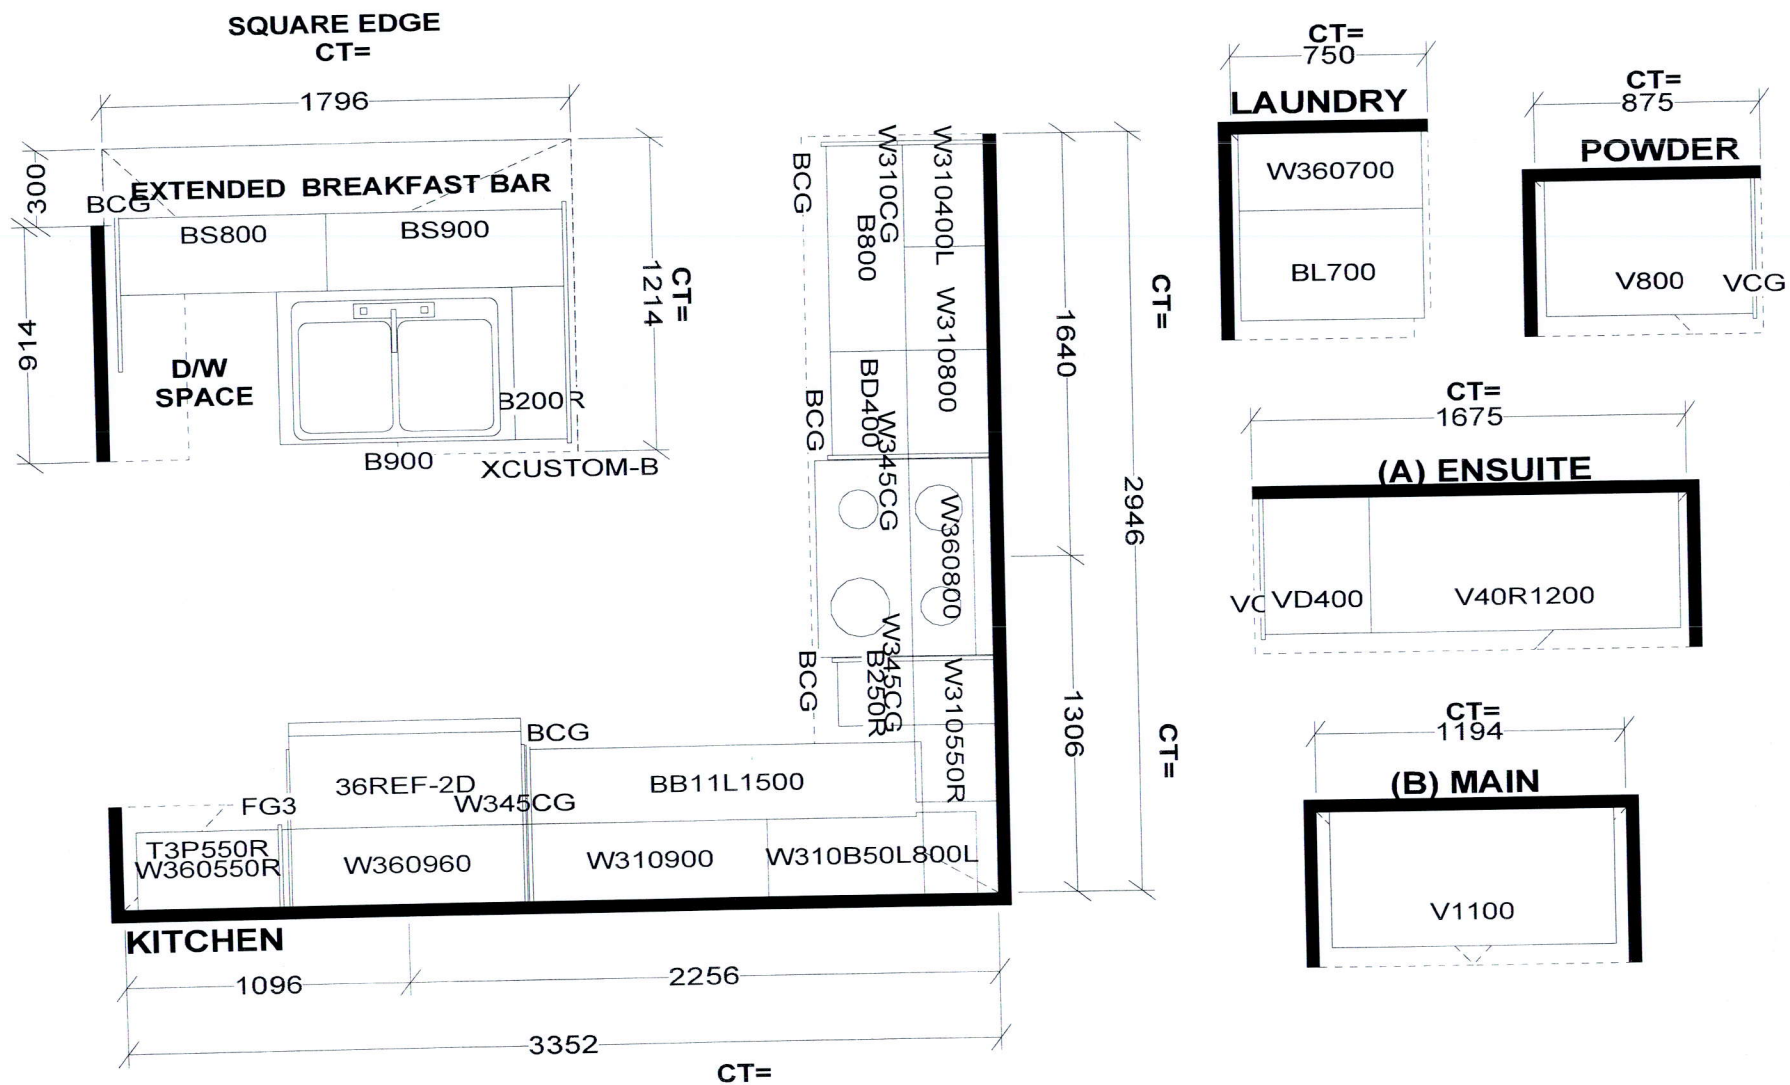 SQUARE EDGE
CT=
1796
300
EXTENDED BREAKFAST BAR
BCG
BS800
BS900
914
1214
CT=
D/W
SPACE
B200R
B900
XCUSTOM-B
BCG
W310CG
W310400L
B800
W310800
BCG
BD400
W345CG
W360800
W345CG
BCG
B250R
W310550R
1640
2946
1306
CT=
CT=
BCG
36REF-2D
W345CG
BB11L1500
FG3
T3P550R
W360550R
W360960
W310900
W310B50L800L
KITCHEN
1096
2256
3352
CT=
CT=
750
LAUNDRY
W360700
BL700
CT=
875
POWDER
V800
VCG
CT=
1675
(A) ENSUITE
VD400
V40R1200
CT=
1194
(B) MAIN
V1100